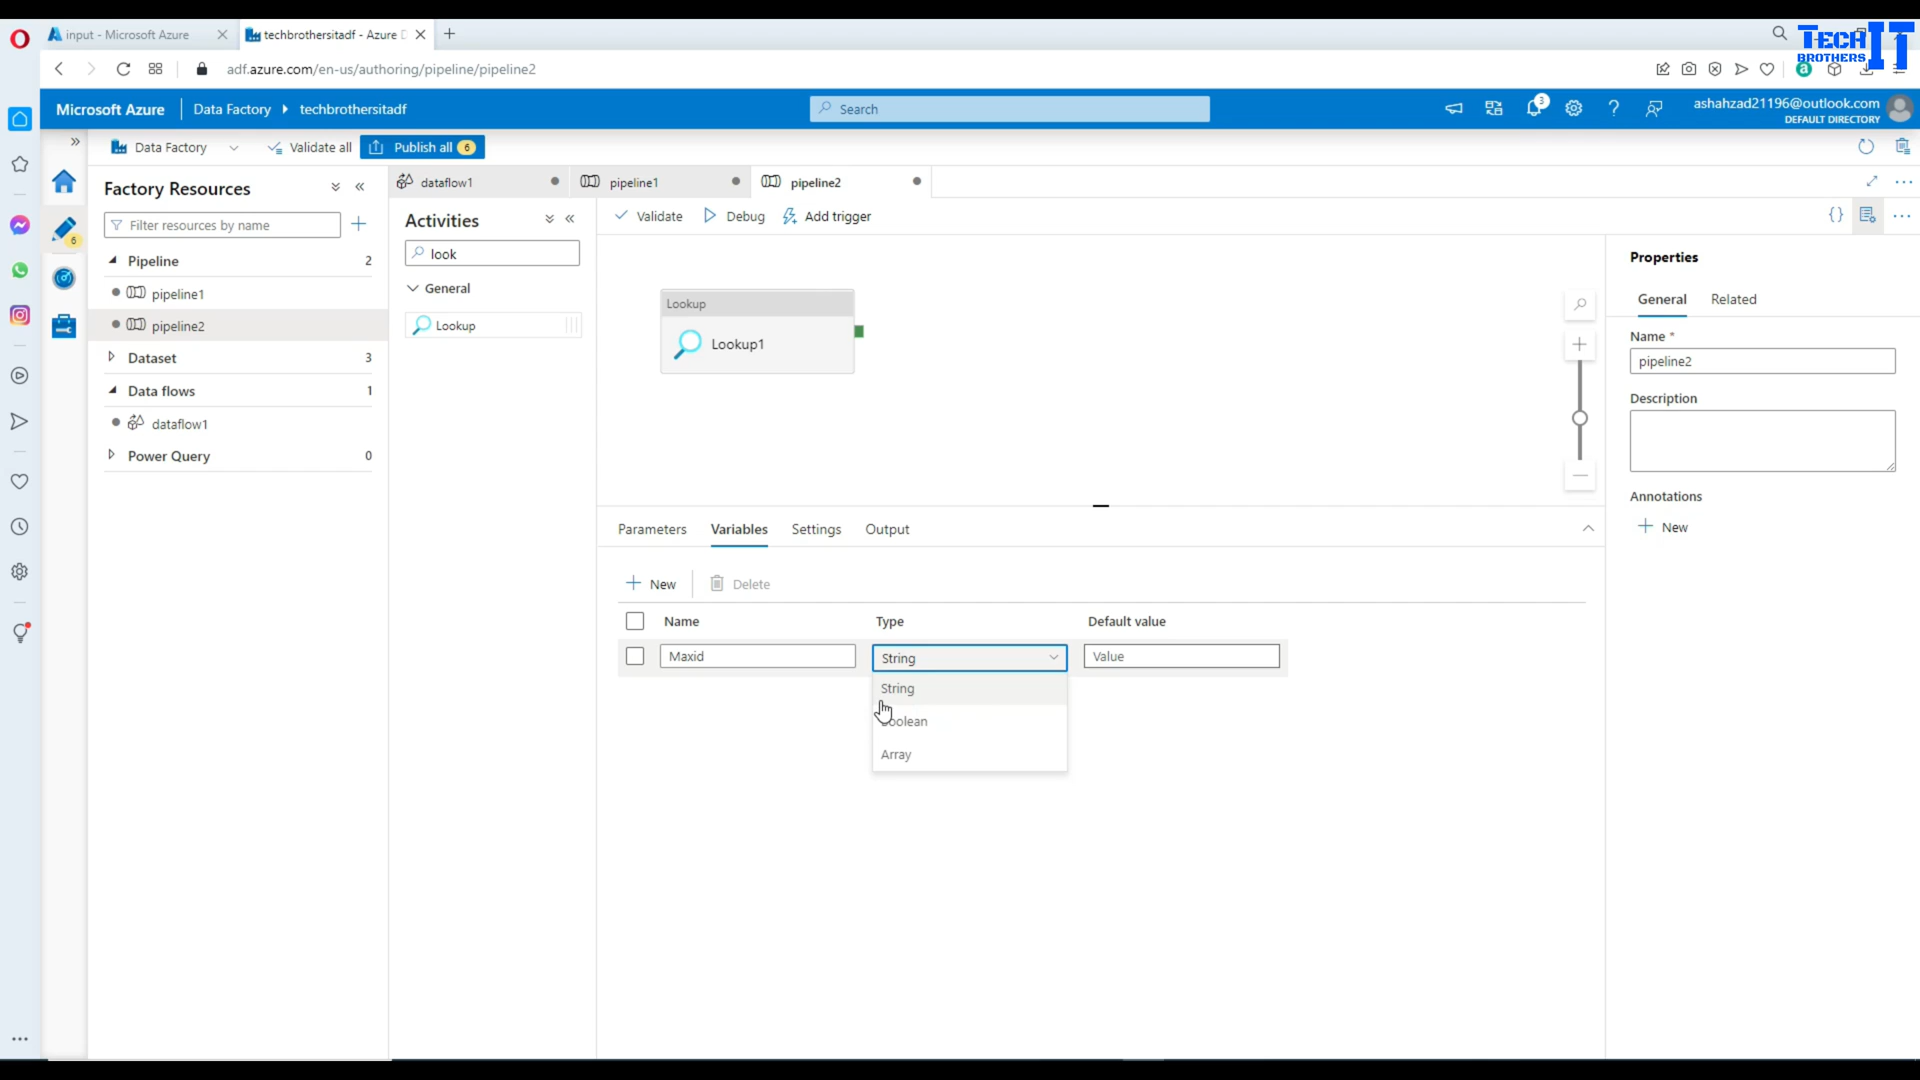 input - Microsoft Azure
techbrothersitadf - Azure D
TECH IT
BROTHERS
adf.azure.com/en-us/authoring/pipeline/pipeline2
a
Microsoft Azure
Data Factory
techbrothersitadf
Search
3
?
ashahzad21196@outlook.com
DEFAULT DIRECTORY
Data Factory
Validate all
Publish all 6
Factory Resources
dataflow1
pipeline1
pipeline2
Activities
Validate
Debug
Add trigger
Filter resources by name
6
look
Properties
Pipeline 2
General
General
Related
pipeline1
Lookup
Lookup
pipeline2
Lookup1
Name *
pipeline2
Dataset 3
Data flows 1
Description
dataflow1
Power Query 0
Annotations
New
Parameters
Variables
Settings
Output
New
Delete
Name
Type
Default value
Maxid
String
Value
String
oolean
Array